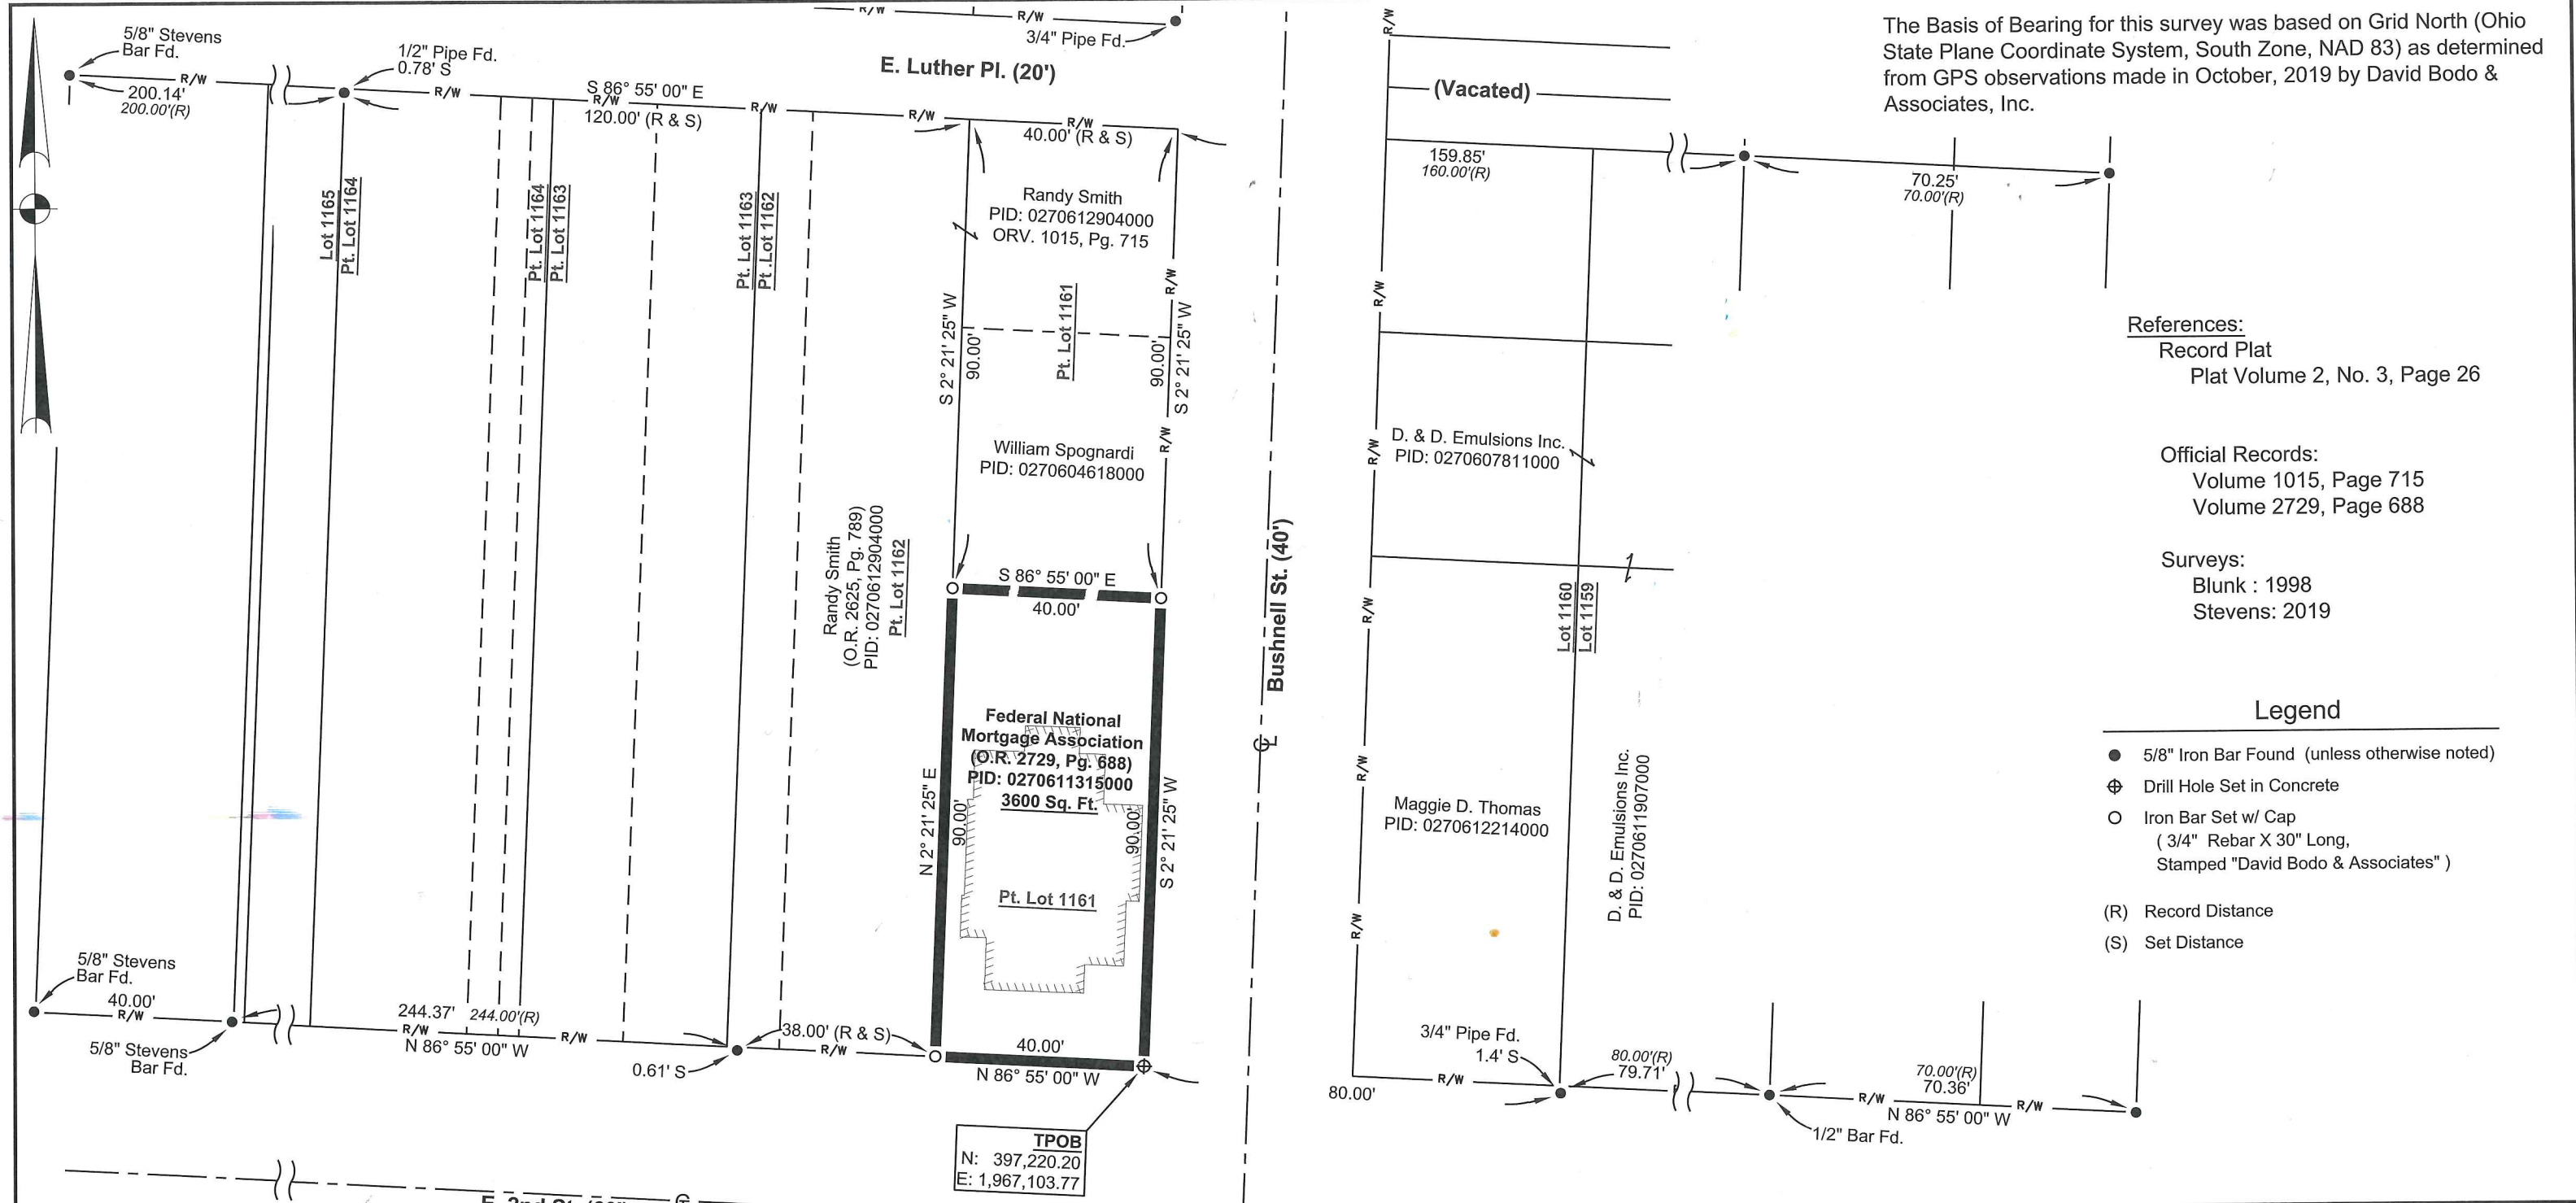 5/8" Stevens
Bar Fd.
R/W
200.14'
200.00'(R)
1/2" Pipe Fd.
0.78' S
R/W
S 86° 55' 00" E
R/W
120.00' (R & S)
R/W
R/W
R/W
3/4" Pipe Fd.
E. Luther Pl. (20')
R/W
R/W
40.00' (R & S)
R/W
(Vacated)
The Basis of Bearing for this survey was based on Grid North (Ohio
State Plane Coordinate System, South Zone, NAD 83) as determined
from GPS observations made in October, 2019 by David Bodo &
Associates, Inc.
159.85'
160.00'(R)
70.25'
70.00'(R)
Lot 1165
Pt. Lot 1164
Pt. Lot 1164
Pt. Lot 1163
Pt. Lot 1163
Pt .Lot 1162
Randy Smith
PID: 0270612904000
ORV. 1015, Pg. 715
R/W
S 2° 21' 25" W
90.00'
Pt. Lot 1161
90.00'
S 2° 21' 25" W
R/W
William Spognardi
PID: 0270604618000
Randy Smith
(O.R. 2625, Pg. 789)
PID: 0270612904000
Pt. Lot 1162
S 86° 55' 00" E
40.00'
Bushnell St. (40')
R/W
R/W
D. & D. Emulsions Inc.
PID: 0270607811000
R/W
Lot 1160
Lot 1159
References:
Record Plat
Plat Volume 2, No. 3, Page 26
Official Records:
Volume 1015, Page 715
Volume 2729, Page 688
Surveys:
Blunk : 1998
Stevens: 2019
Federal National
Mortgage Association
(O.R. 2729, Pg. 688)
PID: 0270611315000
3600 Sq. Ft.
N 2° 21' 25" E
90.00'
90.00'
S 2° 21' 25" W
Pt. Lot 1161
CL
R/W
Maggie D. Thomas
PID: 0270612214000
R/W
D. & D. Emulsions Inc.
PID: 0270611907000
Legend
5/8" Iron Bar Found (unless otherwise noted)
Drill Hole Set in Concrete
Iron Bar Set w/ Cap
( 3/4" Rebar X 30" Long,
Stamped "David Bodo & Associates" )
(R) Record Distance
(S) Set Distance
5/8" Stevens
Bar Fd.
40.00'
R/W
5/8" Stevens
Bar Fd.
244.37' 244.00'(R)
R/W
R/W
N 86° 55' 00" W
0.61' S
38.00' (R & S)
R/W
40.00'
N 86° 55' 00" W
TPOB
N: 397,220.20
E: 1,967,103.77
80.00'
R/W
3/4" Pipe Fd.
1.4' S
80.00'(R)
79.71'
1/2" Bar Fd.
R/W
70.00'(R)
70.36'
R/W
N 86° 55' 00" W